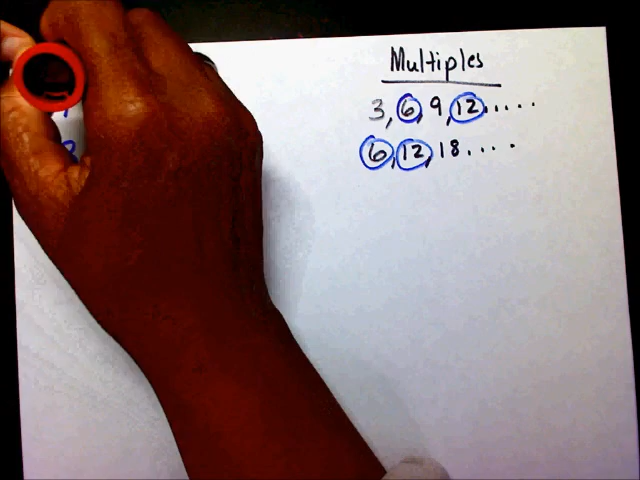 Multiples
3, 6, 9, 12.....
6, 12, 18....